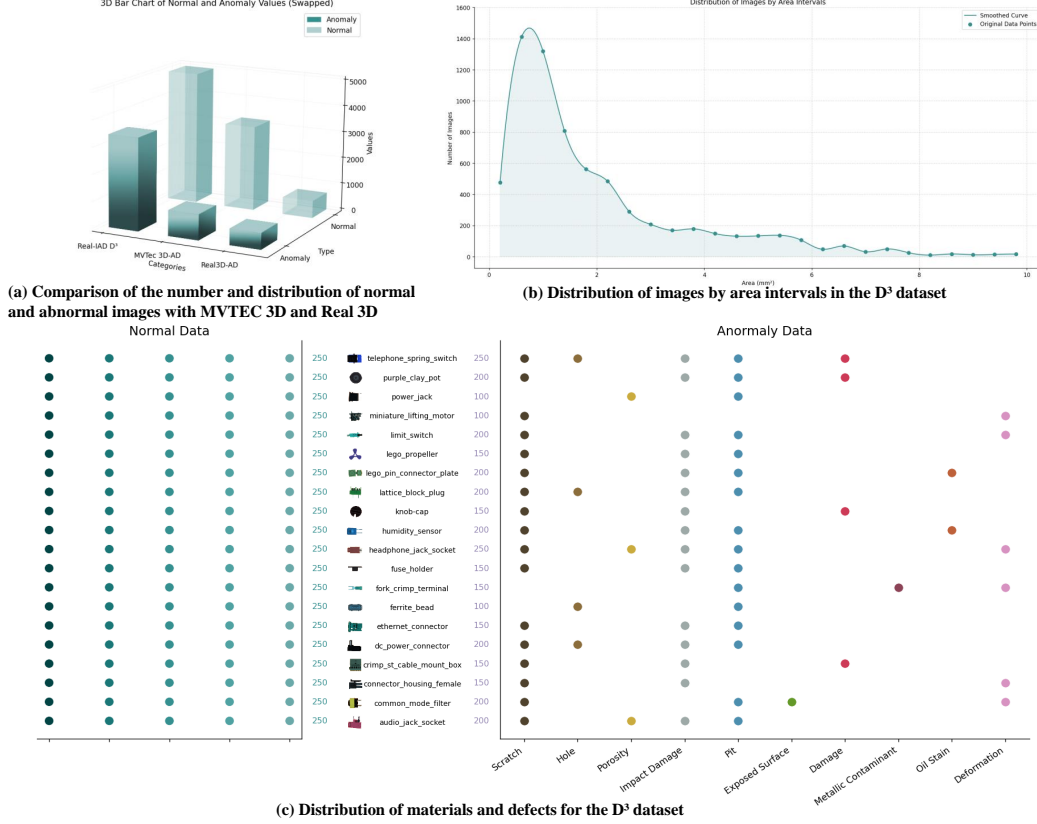 3D Bar Chart of Normal and Anomaly Values (Swapped)
Anomaly
Normal
5000
4000
3000
2000
1000
0
Values
Real-IAD D³
MVTec 3D-AD
Real3D-AD
Categories
Anomaly
Normal
Type
(a) Comparison of the number and distribution of normal
and abnormal images with MVTEC 3D and Real 3D
Distribution of Images by Area Intervals
Smoothed Curve
Original Data Points
1600
1400
1200
1000
800
600
400
200
0
Number of Images
0 2 4 6 8 10
Area (mm²)
(b) Distribution of images by area intervals in the D³ dataset
Normal Data
Anormaly Data
250 telephone_spring_switch 250
250 purple_clay_pot 200
250 power_jack 100
250 miniature_lifting_motor 100
250 limit_switch 200
250 lego_propeller 150
250 lego_pin_connector_plate 200
250 lattice_block_plug 200
250 knob-cap 150
250 humidity_sensor 200
250 headphone_jack_socket 250
250 fuse_holder 150
250 fork_crimp_terminal 150
250 ferrite_bead 100
250 ethernet_connector 150
250 dc_power_connector 200
250 crimp_st_cable_mount_box 150
250 connector_housing_female 150
250 common_mode_filter 200
250 audio_jack_socket 200
Scratch
Hole
Porosity
Impact Damage
Pit
Exposed Surface
Damage
Metallic Contaminant
Oil Stain
Deformation
(c) Distribution of materials and defects for the D³ dataset